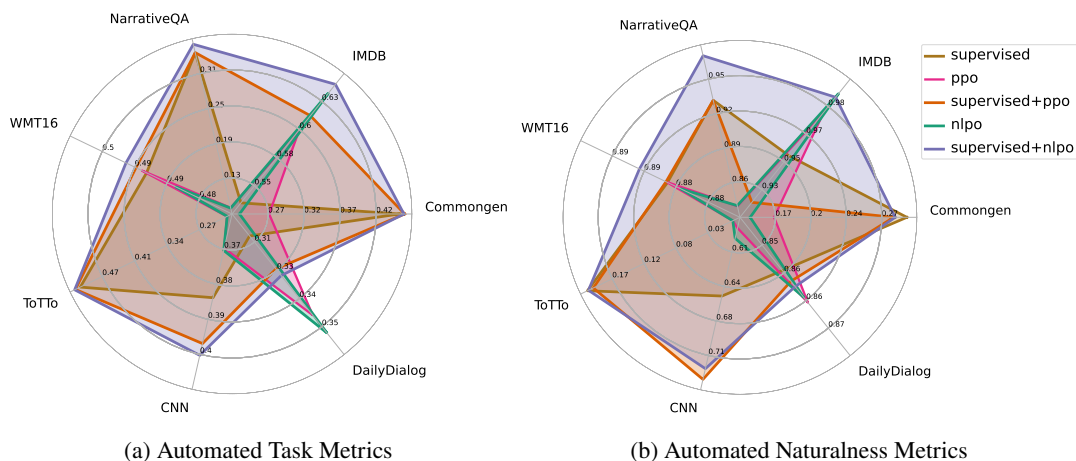 NarrativeQA
IMDB
WMT16
Commongen
ToTTo
DailyDialog
CNN
0.31
0.25
0.19
0.13
0.63
0.6
0.58
0.55
0.5
0.49
0.49
0.48
0.27
0.32
0.37
0.42
0.27
0.34
0.41
0.47
0.37
0.38
0.39
0.4
0.31
0.33
0.34
0.35
(a) Automated Task Metrics
NarrativeQA
IMDB
WMT16
Commongen
ToTTo
DailyDialog
CNN
0.95
0.92
0.89
0.86
0.98
0.97
0.95
0.93
0.89
0.89
0.88
0.88
0.17
0.2
0.24
0.27
0.03
0.08
0.12
0.17
0.61
0.64
0.68
0.71
0.85
0.86
0.86
0.87
supervised
ppo
supervised+ppo
nlpo
supervised+nlpo
(b) Automated Naturalness Metrics